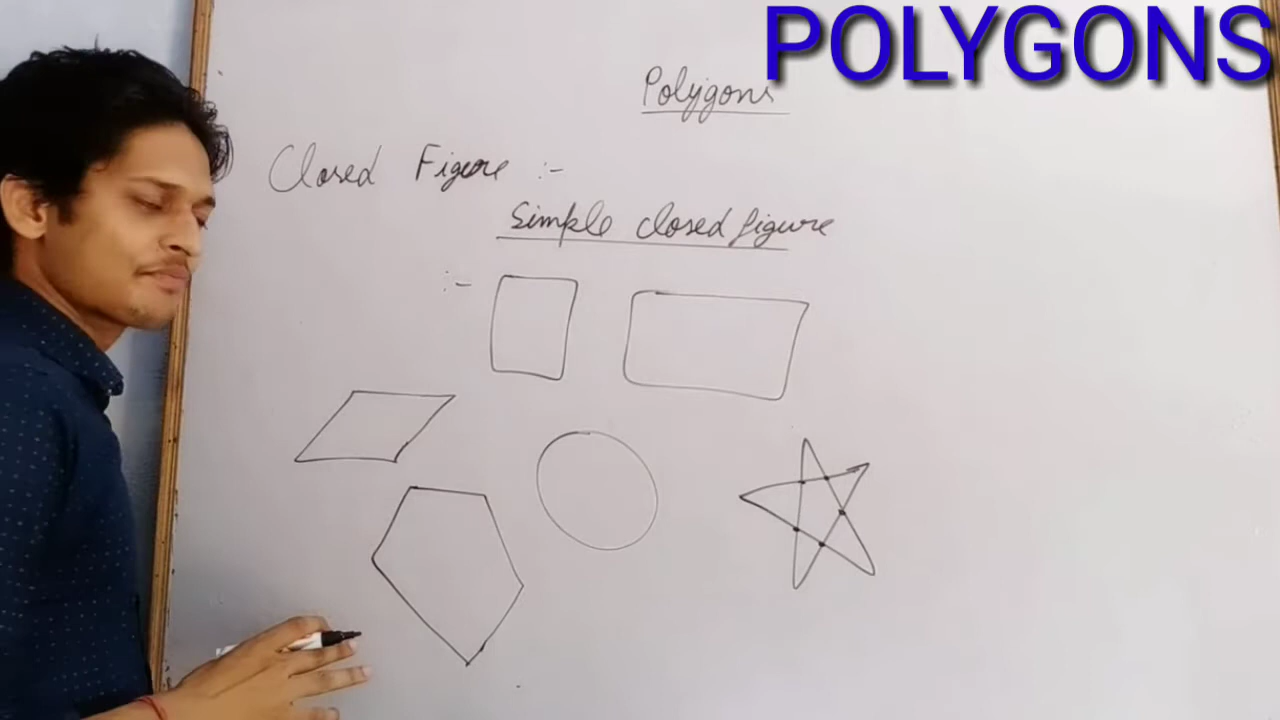 POLYGONS
Polygons
Closed Figure :-
Simple closed figure
:-